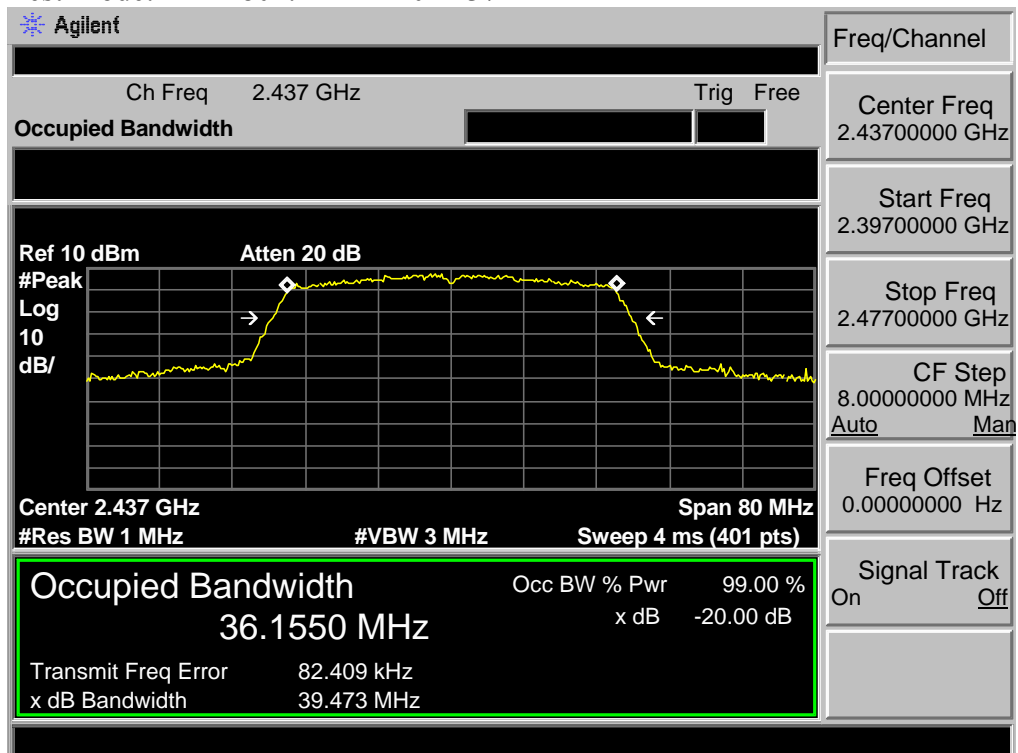 Agilent
Freq/Channel
Ch Freq 2.437 GHz Trig Free
Occupied Bandwidth
Center Freq
2.43700000 GHz
Start Freq
2.39700000 GHz
Stop Freq
2.47700000 GHz
CF Step
8.00000000 MHz
Auto Man
Freq Offset
0.00000000 Hz
Signal Track
On Off
Ref 10 dBm Atten 20 dB
#Peak
Log
10
dB/
Center 2.437 GHz Span 80 MHz
#Res BW 1 MHz #VBW 3 MHz Sweep 4 ms (401 pts)
Occupied Bandwidth Occ BW % Pwr 99.00 %
36.1550 MHz x dB -20.00 dB
Transmit Freq Error 82.409 kHz
x dB Bandwidth 39.473 MHz